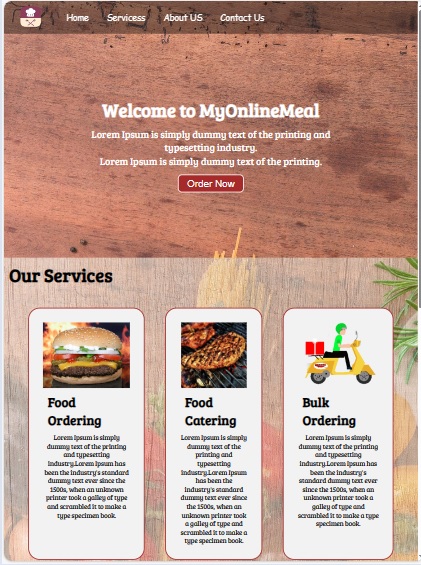 Home Servicess About US Contact Us
Welcome to MyOnlineMeal
Lorem Ipsum is simply dummy text of the printing and
typesetting industry.
Lorem Ipsum is simply dummy text of the printing.
Order Now
Our Services
Food
Ordering
Lorem Ipsum is simply
dummy text of the printing
and typesetting
industry.Lorem Ipsum has
been the industry's standard
dummy text ever since the
1500s, when an unknown
printer took a galley of type
and scrambled it to make a
type specimen book.
Food
Catering
Lorem Ipsum is simply
dummy text of the
printing and
typesetting
industry.Lorem Ipsum
has been the industry's
standard dummy text
ever since the 1500s,
when an unknown
printer took a galley of
type and scrambled it to
make a type specimen
book.
Bulk
Ordering
Lorem Ipsum is simply
dummy text of the printing
and typesetting
industry.Lorem Ipsum has
been the industry's
standard dummy text ever
since the 1500s, when an
unknown printer took a
galley of type and
scrambled it to make a type
specimen book.